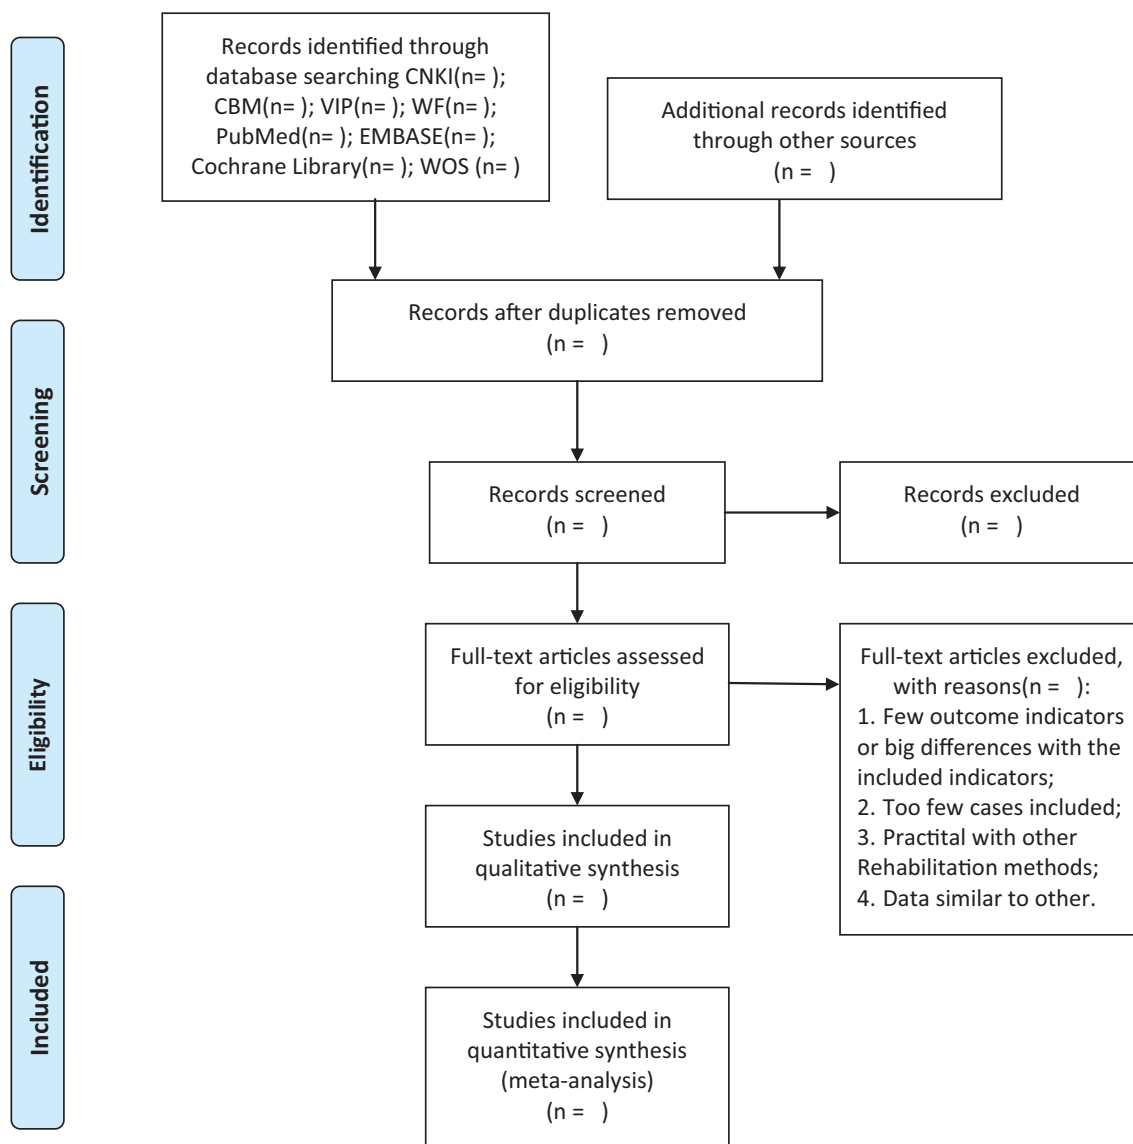 Identification
Records identified through
database searching CNKI(n= );
CBM(n= ); VIP(n= ); WF(n= );
PubMed(n= ); EMBASE(n= );
Cochrane Library(n= ); WOS (n= )
Additional records identified
through other sources
(n =   )
Records after duplicates removed
(n =   )
Screening
Records screened
(n =   )
Records excluded
(n =   )
Eligibility
Full-text articles assessed
for eligibility
(n =   )
Full-text articles excluded,
with reasons(n =   ):
1. Few outcome indicators
or big differences with the
included indicators;
2. Too few cases included;
3. Practital with other
Rehabilitation methods;
4. Data similar to other.
Studies included in
qualitative synthesis
(n =   )
Included
Studies included in
quantitative synthesis
(meta-analysis)
(n =   )